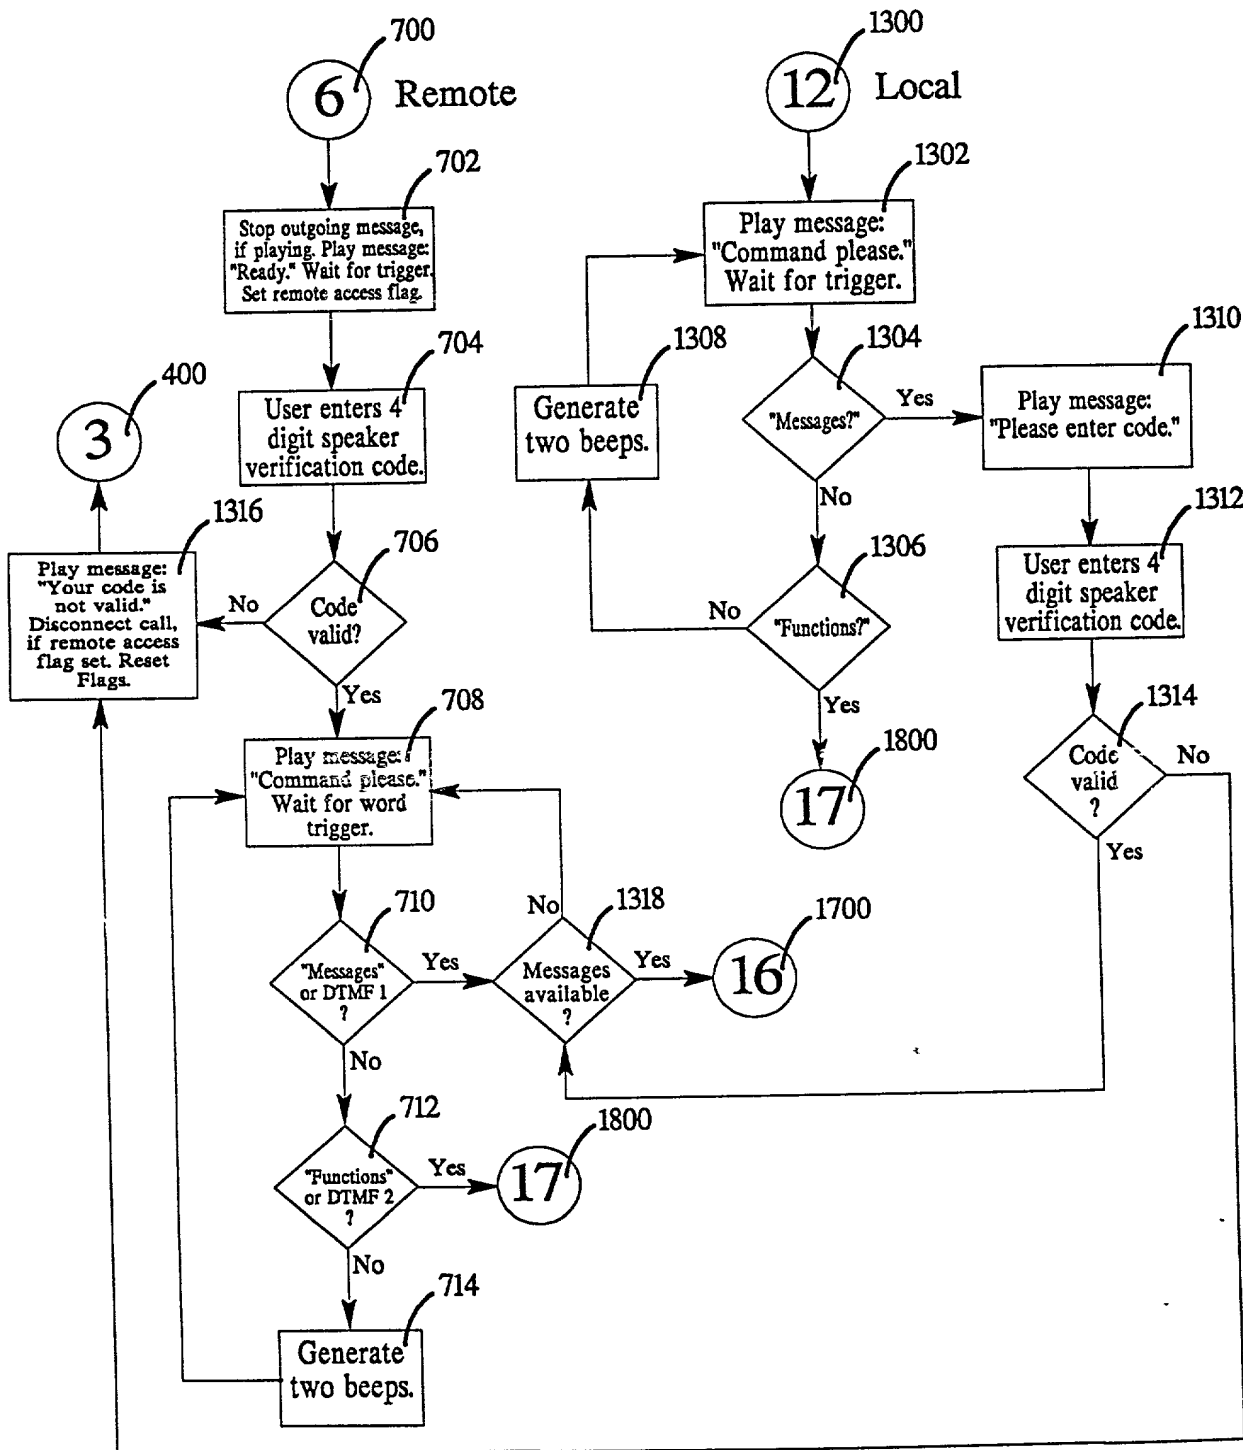 700
6
Remote
702
Stop outgoing message,
if playing. Play message:
"Ready." Wait for trigger.
Set remote access flag.
704
User enters 4
digit speaker
verification code.
400
3
1316
Play message:
"Your code is
not valid."
Disconnect call,
if remote access
flag set. Reset
Flags.
706
Code
valid?
No
Yes
708
Play message:
"Command please."
Wait for word
trigger.
710
"Messages"
or DTMF 1
?
Yes
No
1318
Messages
available
?
No
Yes
1700
16
712
"Functions"
or DTMF 2
?
Yes
No
1800
17
714
Generate
two beeps.
1300
12
Local
1302
Play message:
"Command please."
Wait for trigger.
1308
Generate
two beeps.
1304
"Messages?"
Yes
No
1306
"Functions?"
No
Yes
1800
17
1310
Play message:
"Please enter code."
1312
User enters 4
digit speaker
verification code.
1314
Code
valid
?
No
Yes